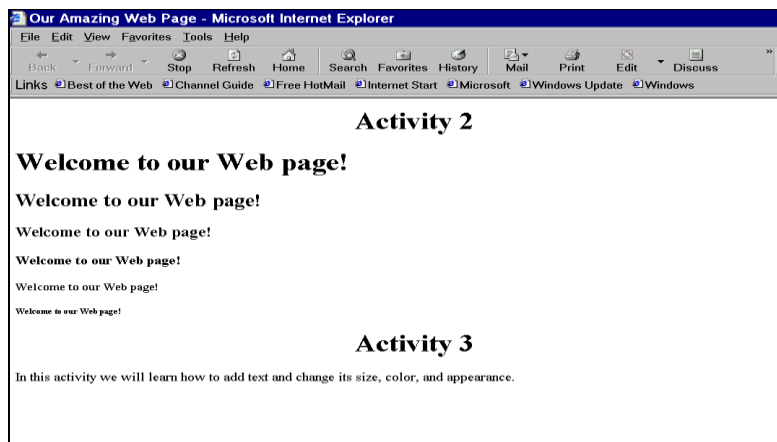 Our Amazing Web Page - Microsoft Internet Explorer
File Edit View Favorites Tools Help
Back Forward Stop Refresh Home Search Favorites History Mail Print Edit Discuss »
Links Best of the Web Channel Guide Free HotMail Internet Start Microsoft Windows Update Windows
Activity 2
Welcome to our Web page!
Welcome to our Web page!
Welcome to our Web page!
Welcome to our Web page!
Welcome to our Web page!
Welcome to our Web page!
Activity 3
In this activity we will learn how to add text and change its size, color, and appearance.